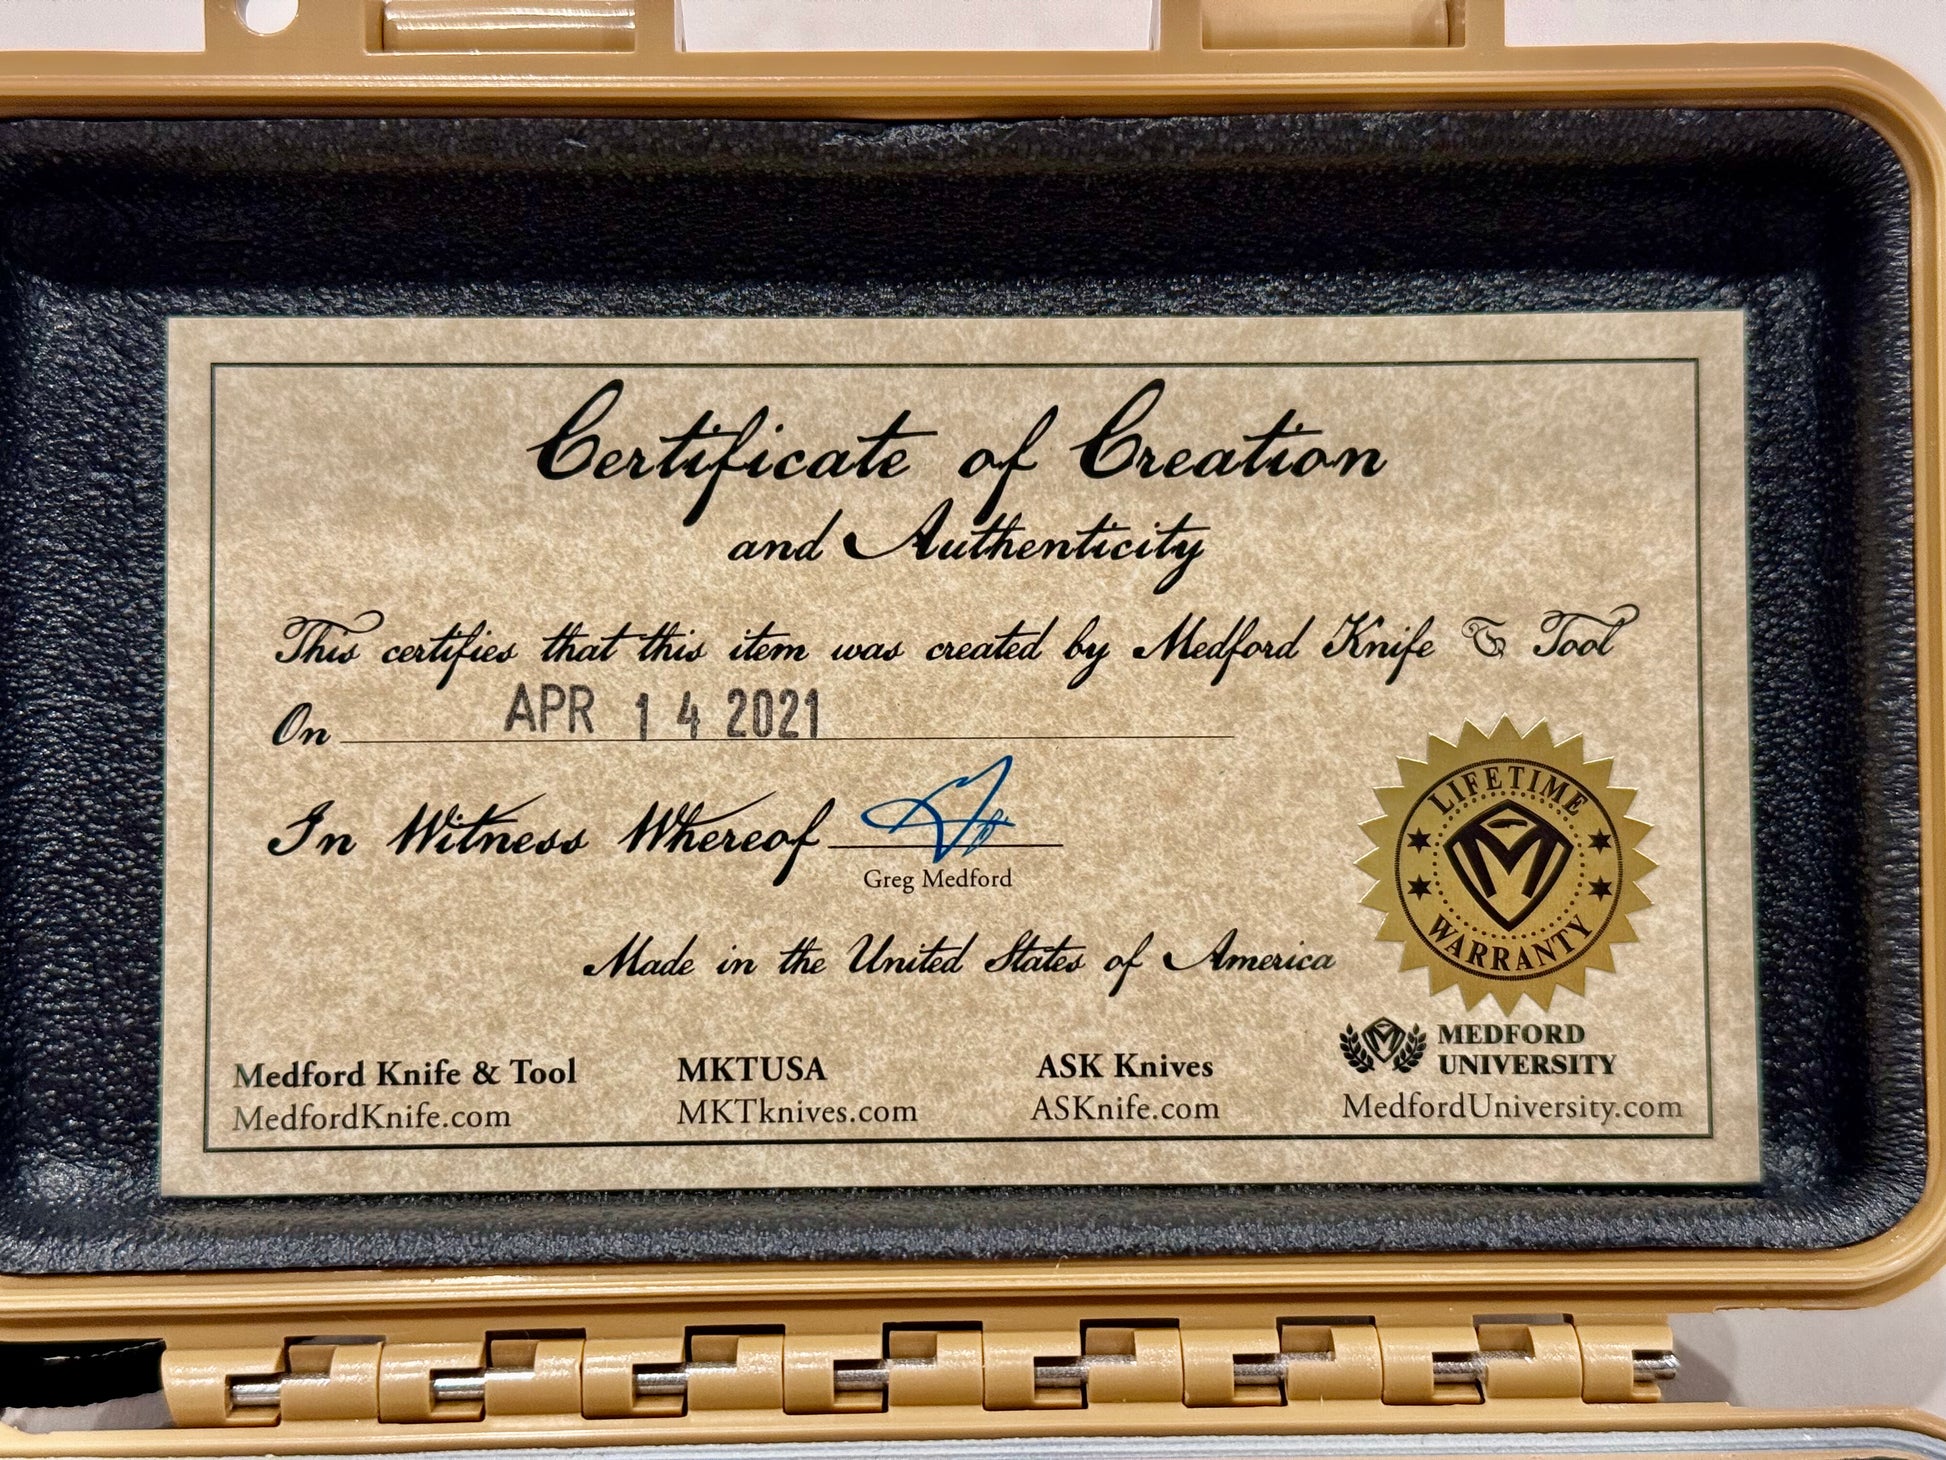 Certificate of Creation
and Authenticity
This certifies that this item was created by Medford Knife & Tool
On APR 14 2021
In Witness Whereof
Greg Medford
LIFETIME
M
WARRANTY
Made in the United States of America
Medford Knife & Tool
MedfordKnife.com
MKTUSA
MKTknives.com
ASK Knives
ASKnife.com
M MEDFORD
UNIVERSITY
MedfordUniversity.com